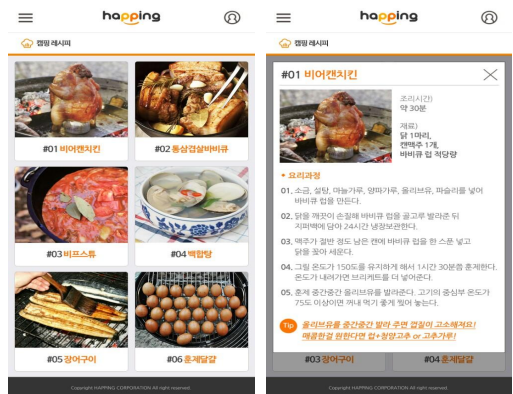 happing
캠핑 레시피
#01 비어캔치킨
#02 통삼겹살바비큐
#03 비프스튜
#04 백합탕
#05 장어구이
#06 훈제달걀
Copyright HAPPING CORPORATION All right reserved.
happing
캠핑 레시피
#01 비어캔치킨
조리시간)
약 30분
재료)
닭 1마리,
캔맥주 1개,
바비큐 럽 적당량
요리과정
01. 소금, 설탕, 마늘가루, 양파가루, 올리브유, 파슬리를 넣어
바비큐 럽을 만든다.
02. 닭을 깨끗이 손질해 바비큐 럽을 골고루 발라준 뒤
지퍼백에 담아 24시간 냉장보관한다.
03. 맥주가 절반 정도 남은 캔에 바비큐 럽을 한 스푼 넣고
닭을 꽂아 세운다.
04. 그릴 온도가 150도를 유지하게 해서 1시간 30분쯤 훈제한다.
온도가 내려가면 브리케트를 더 넣어준다.
05. 훈제 중간중간 올리브유를 발라준다. 고기의 중심부 온도가
75도 이상이면 꺼내 먹기 좋게 찢어 놓는다.
Tip 올리브유를 중간중간 발라 주면 껍질이 고소해져요!
매콤한걸 원한다면 럽+청양고추 or 고추가루!
#03 장어구이
#04 훈제달걀
Copyright HAPPING CORPORATION All right reserved.